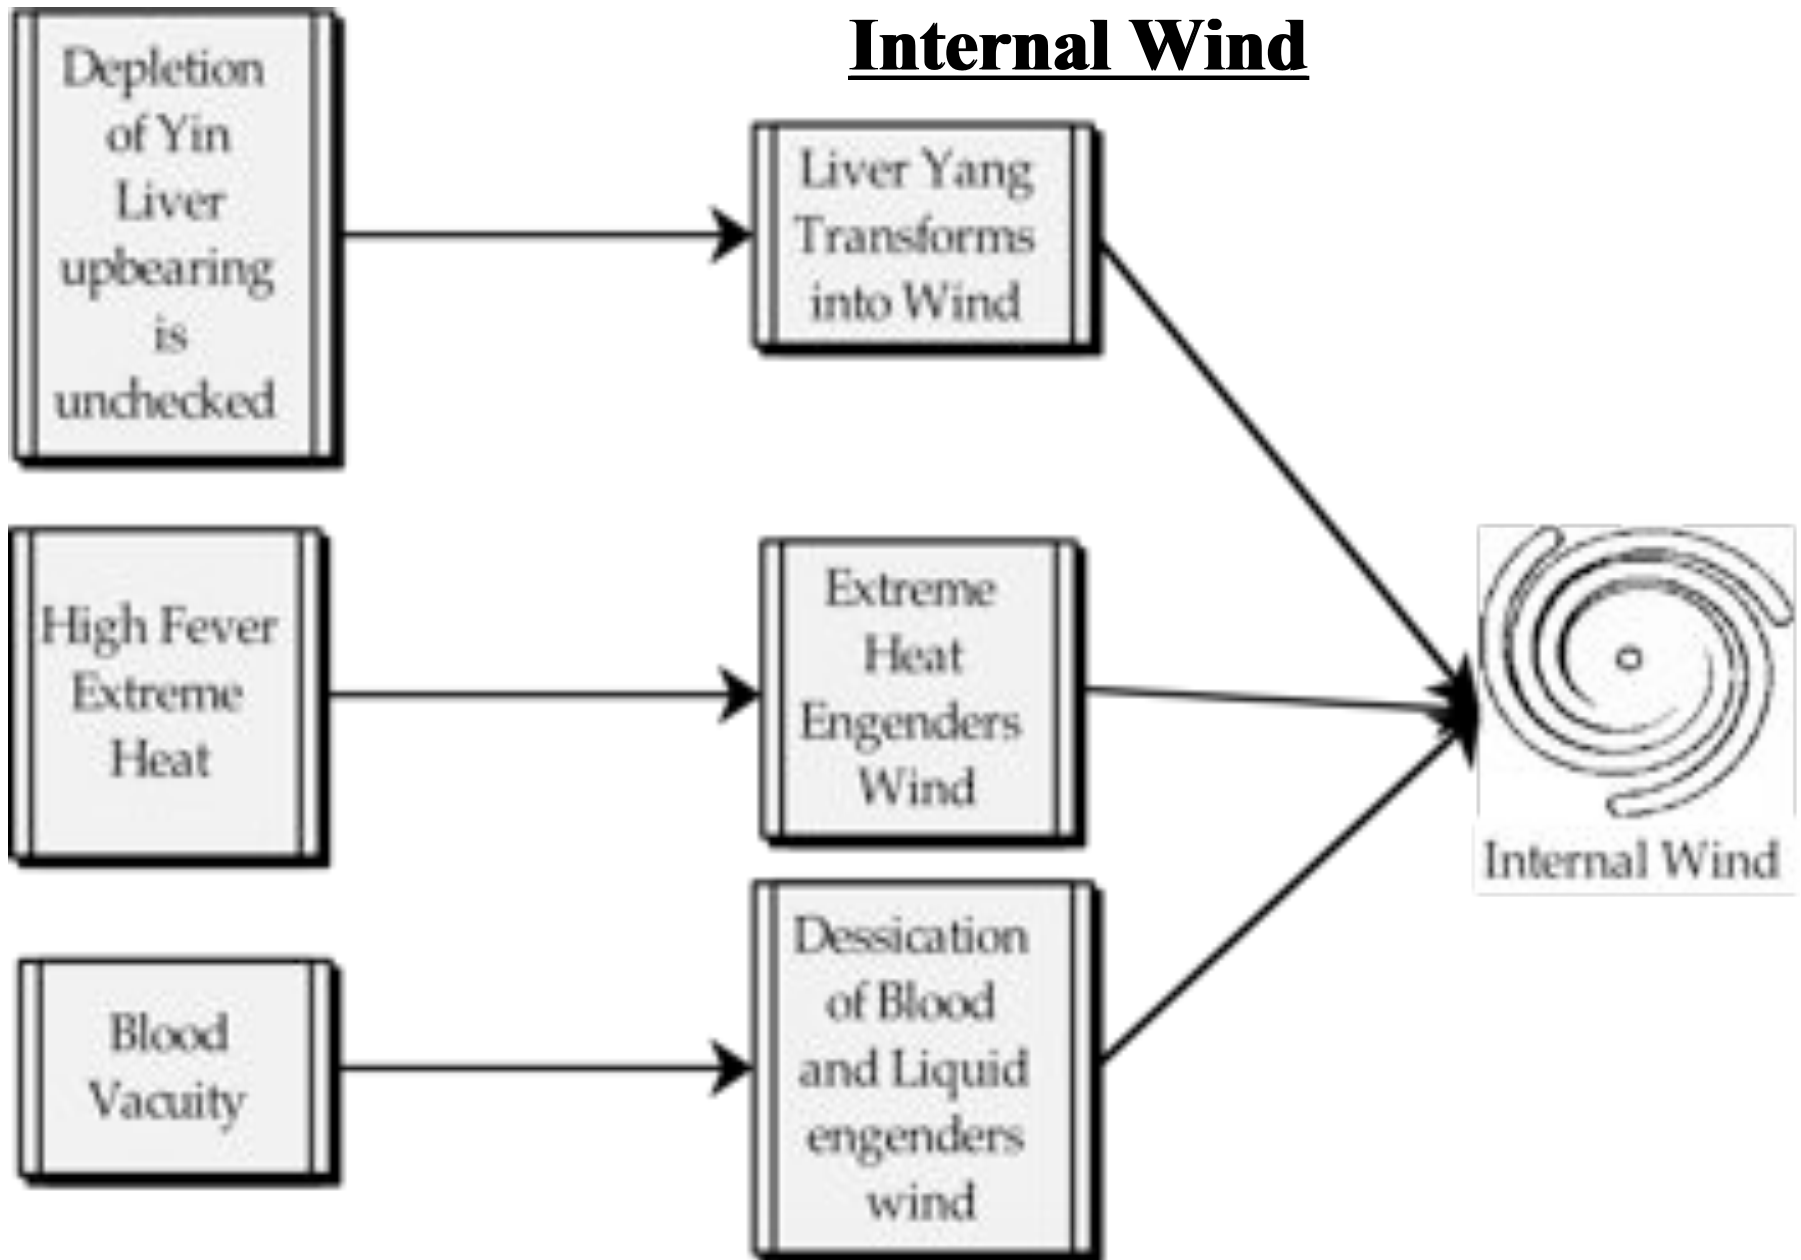 Internal Wind
Depletion
of Yin
Liver
upbearing
is
unchecked
Liver Yang
Transforms
into Wind
High Fever
Extreme
Heat
Extreme
Heat
Engenders
Wind
Blood
Vacuity
Dessication
of Blood
and Liquid
engenders
wind
Internal Wind